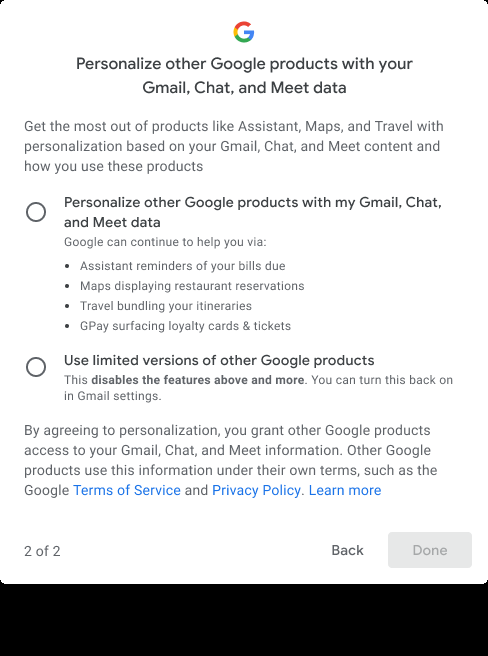 Personalize other Google products with your
Gmail, Chat, and Meet data
Get the most out of products like Assistant, Maps, and Travel with
personalization based on your Gmail, Chat, and Meet content and
how you use these products
Personalize other Google products with my Gmail, Chat,
and Meet data
Google can continue to help you via:
• Assistant reminders of your bills due
• Maps displaying restaurant reservations
• Travel bundling your itineraries
• GPay surfacing loyalty cards & tickets
Use limited versions of other Google products
This disables the features above and more. You can turn this back on
in Gmail settings.
By agreeing to personalization, you grant other Google products
access to your Gmail, Chat, and Meet information. Other Google
products use this information under their own terms, such as the
Google Terms of Service and Privacy Policy. Learn more
2 of 2 Back Done